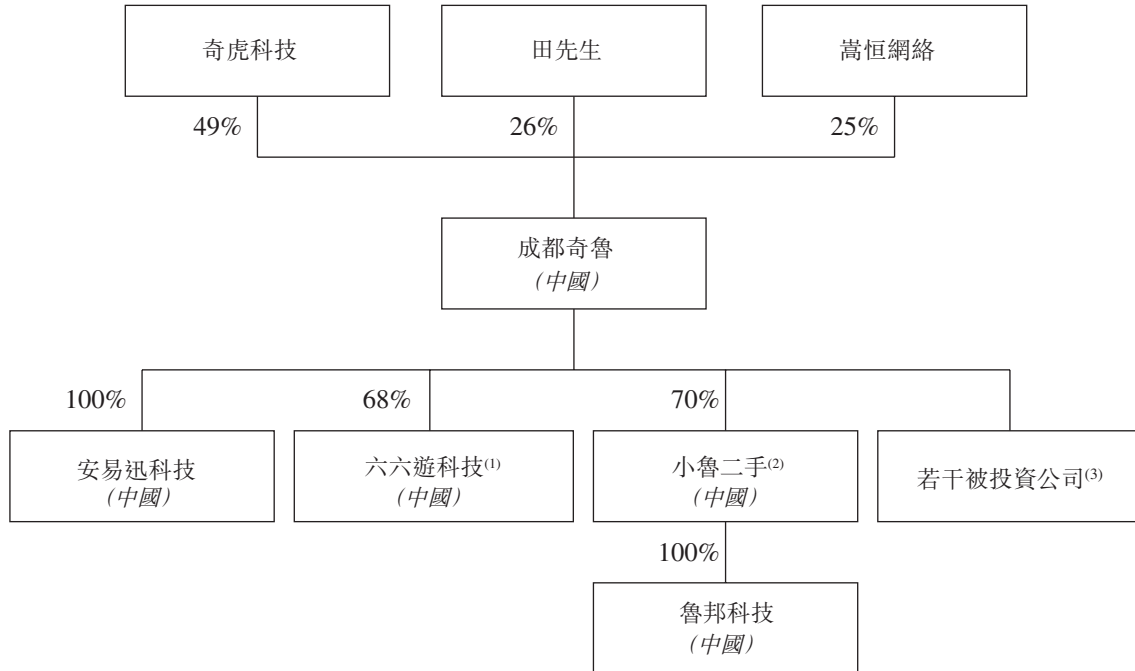 奇虎科技
田先生
嵩恒網絡
49%
26%
25%
成都奇魯
（中國）
100%
68%
70%
安易迅科技
（中國）
六六遊科技(1)
（中國）
小魯二手(2)
（中國）
若干被投資公司(3)
100%
魯邦科技
（中國）